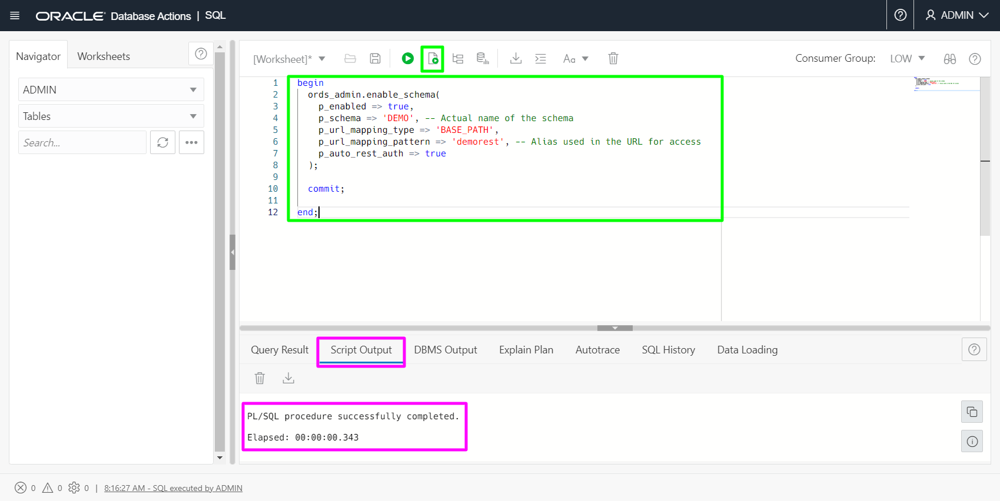 ORACLE Database Actions | SQL
ADMIN
Navigator
Worksheets
ADMIN
Tables
Search...
[Worksheet]*
Aa
Consumer Group: LOW
1 begin
2 ords_admin.enable_schema(
3 p_enabled => true,
4 p_schema => 'DEMO', -- Actual name of the schema
5 p_url_mapping_type => 'BASE_PATH',
6 p_url_mapping_pattern => 'demorest', -- Alias used in the URL for access
7 p_auto_rest_auth => true
8 );
9
10 commit;
11
12 end;
Query Result
Script Output
DBMS Output
Explain Plan
Autotrace
SQL History
Data Loading
PL/SQL procedure successfully completed.
Elapsed: 00:00:00.343
0 0 0 | 8:16:27 AM - SQL executed by ADMIN